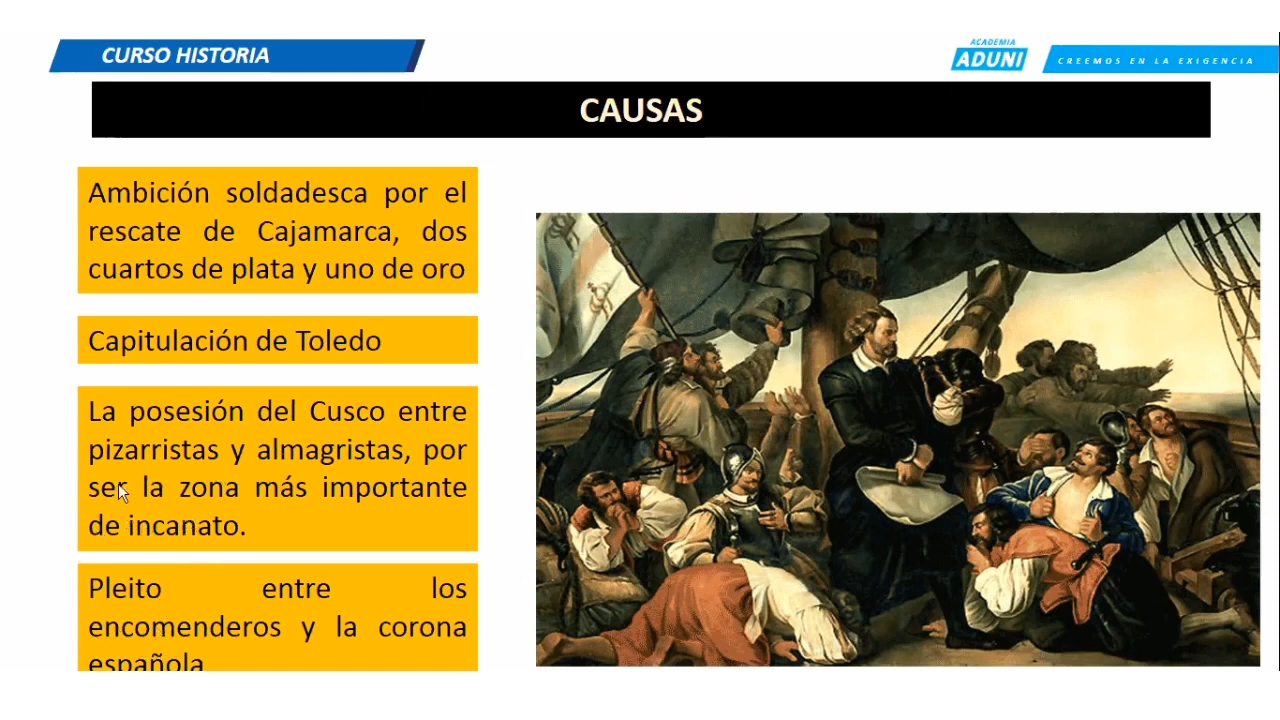 CURSO HISTORIA
ACADEMIA
ADUNI
CREEMOS EN LA EXIGENCIA
CAUSAS
Ambición soldadesca por el
rescate de Cajamarca, dos
cuartos de plata y uno de oro
Capitulación de Toledo
La posesión del Cusco entre
pizarristas y almagristas, por
ser la zona más importante
de incanato.
Pleito entre los
encomenderos y la corona
española